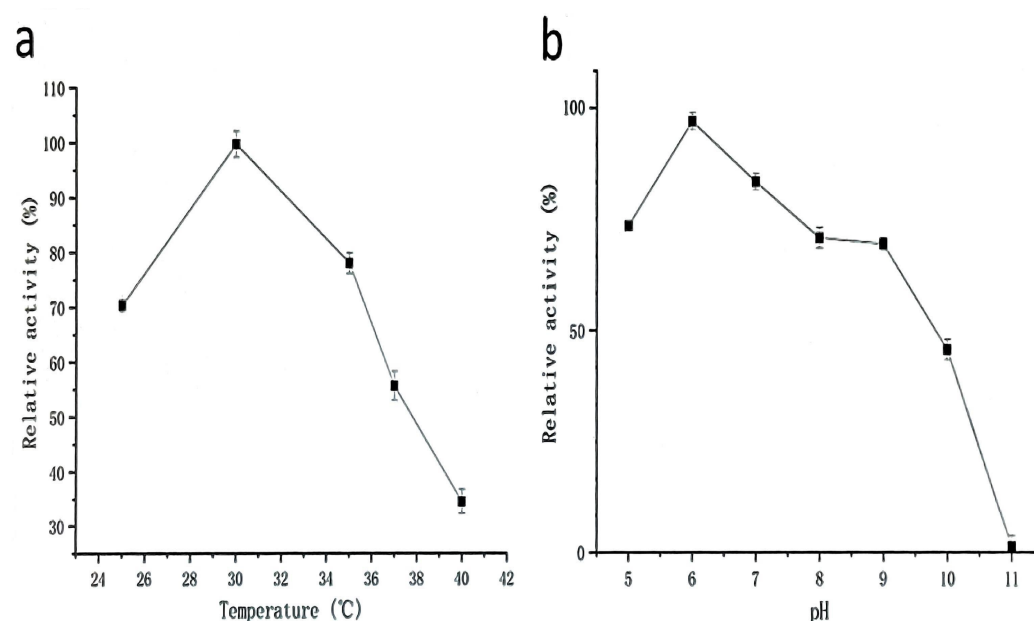 a
110
100
90
80
70
60
50
40
30
Relative activity (%)
24 26 28 30 32 34 36 38 40 42
Temperature (℃)
b
100
50
0
Relative activity (%)
5 6 7 8 9 10 11
pH